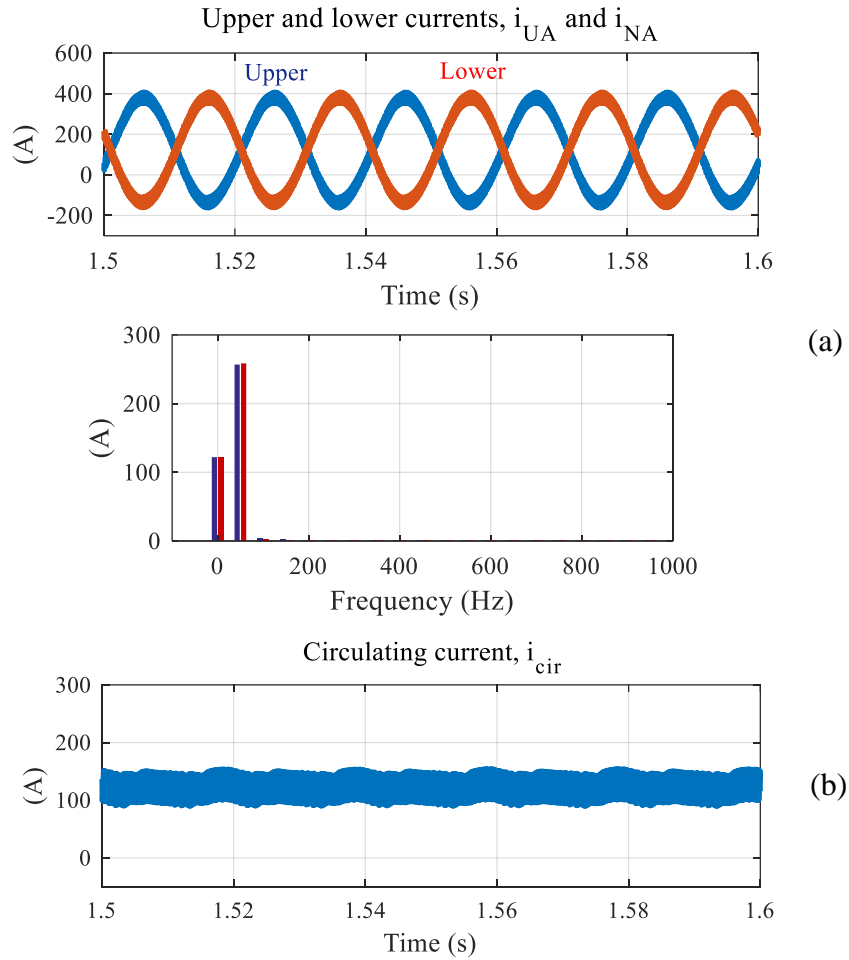 Upper and lower currents, i_UA and i_NA
600
400
200
0
-200
(A)
Upper
Lower
1.5 1.52 1.54 1.56 1.58 1.6
Time (s)
(a)
300
200
100
0
(A)
0 200 400 600 800 1000
Frequency (Hz)
Circulating current, i_cir
300
200
100
0
(A)
(b)
1.5 1.52 1.54 1.56 1.58 1.6
Time (s)